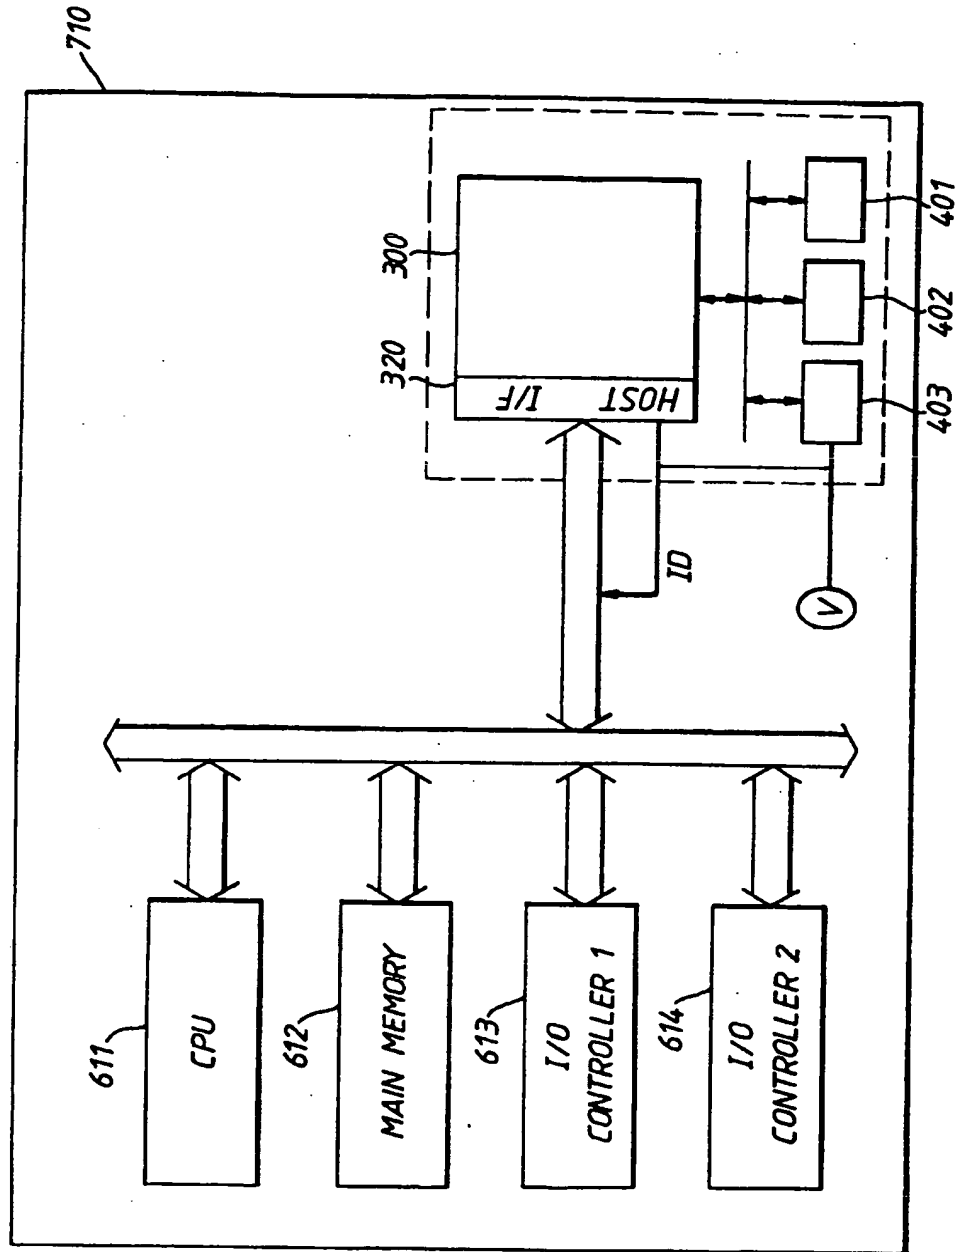 710
611
CPU
612
MAIN MEMORY
613
I/O
CONTROLLER 1
614
I/O
CONTROLLER 2
300
320
HOST I/F
ID
V
401
402
403